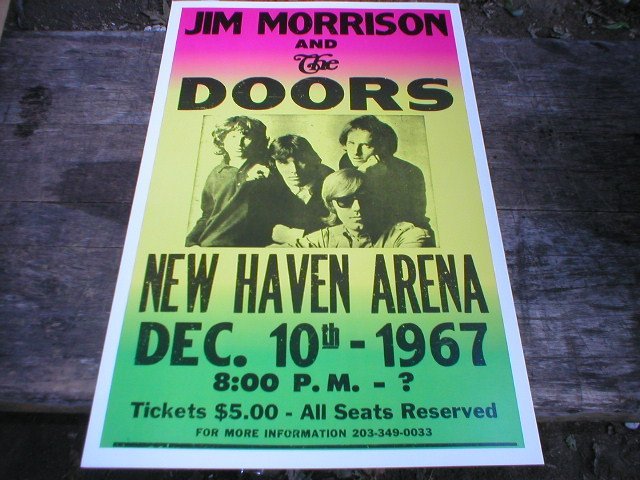 JIM MORRISON
AND
The
DOORS
NEW HAVEN ARENA
DEC. 10th - 1967
8:00 P.M. - ?
Tickets $5.00 - All Seats Reserved
FOR MORE INFORMATION 203-349-0033